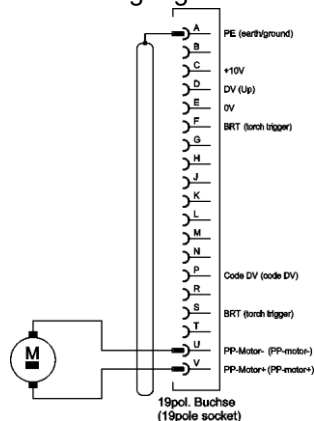 A PE (earth/ground)
B
C +10V
D DV (Up)
E 0V
F BRT (torch trigger)
G
H
J
K
L
M
N
P Code DV (code DV)
R
S BRT (torch trigger)
T
U PP-Motor- (PP-motor-)
V PP-Motor+ (PP-motor+)
M
19pol. Buchse
(19pole socket)